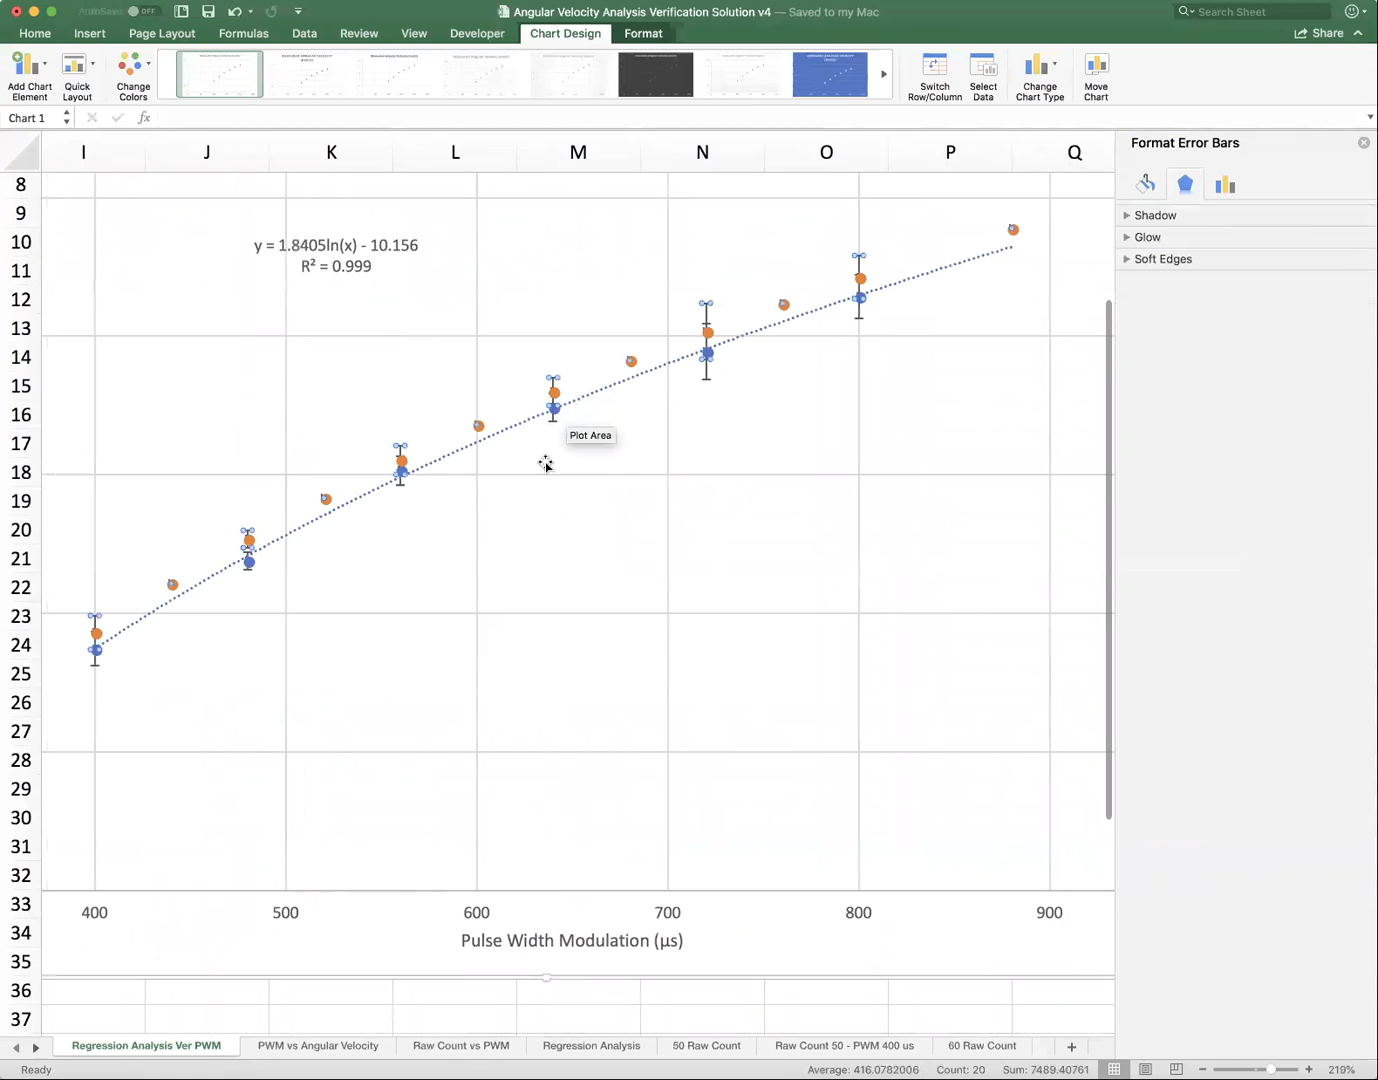 AutoSave OFF
Angular Velocity Analysis Verification Solution v4 — Saved to my Mac
Search Sheet
Home Insert Page Layout Formulas Data Review View Developer Chart Design Format Share
Add Chart Element
Quick Layout
Change Colors
Switch Row/Column
Select Data
Change Chart Type
Move Chart
Chart 1
fx
I J K L M N O P Q
Format Error Bars
Shadow
Glow
Soft Edges
8
9
10
11
12
13
14
15
16
17
18
19
20
21
22
23
24
25
26
27
28
29
30
31
32
33
34
35
36
37
y = 1.8405ln(x) - 10.156
R² = 0.999
Plot Area
400 500 600 700 800 900
Pulse Width Modulation (µs)
Regression Analysis Ver PWM PWM vs Angular Velocity Raw Count vs PWM Regression Analysis 50 Raw Count Raw Count 50 - PWM 400 us 60 Raw Count
Ready Average: 416.0782006 Count: 20 Sum: 7489.40761 219%